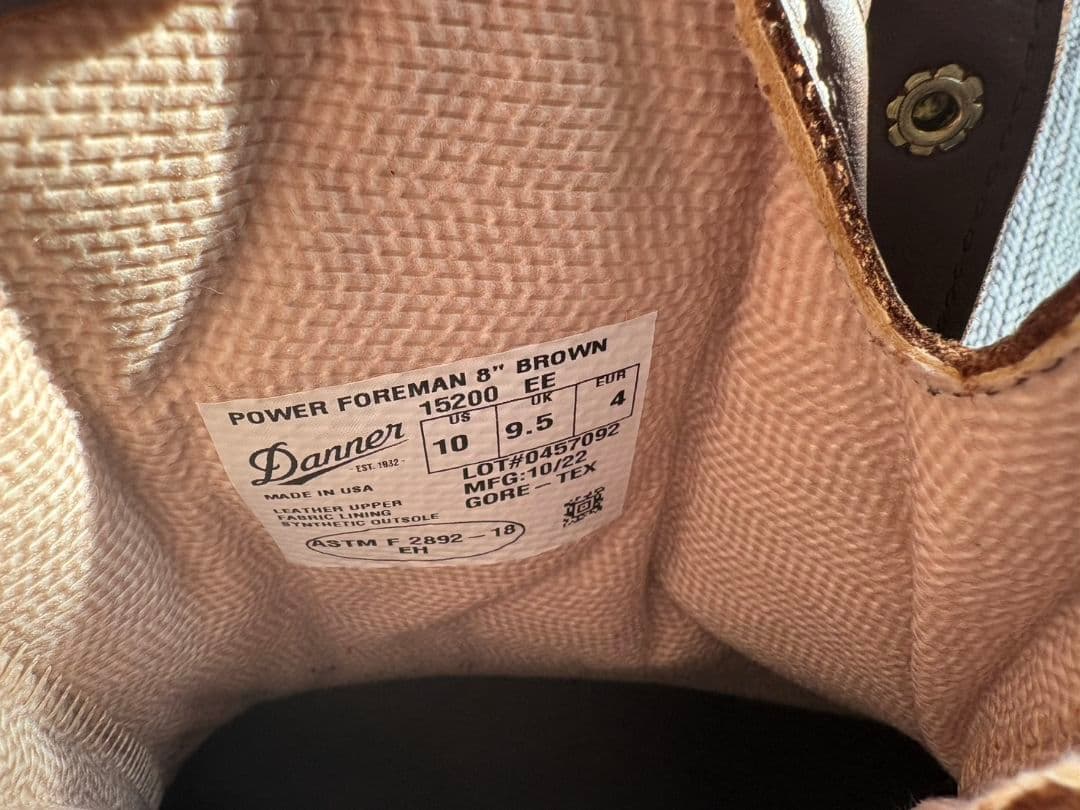 POWER FOREMAN 8" BROWN
15200 EE
Danner
- EST. 1932 -
US UK EUR
10 9.5 4
MADE IN USA
LOT#0457092
MFG:10/22
GORE-TEX
LEATHER UPPER
FABRIC LINING
SYNTHETIC OUTSOLE
ASTM F 2892-18
EH